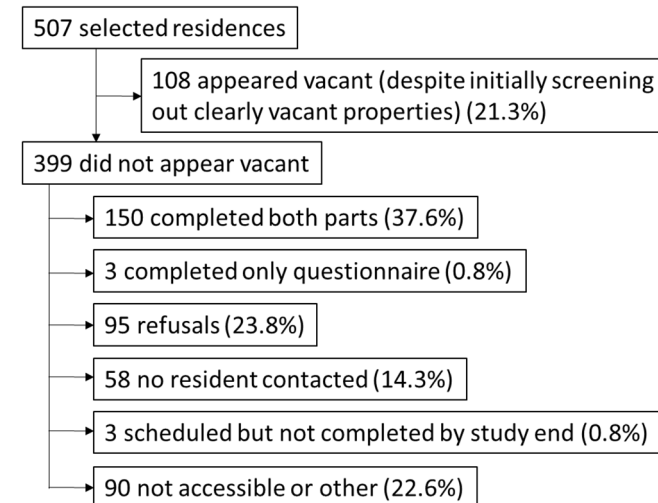 507 selected residences
108 appeared vacant (despite initially screening
out clearly vacant properties) (21.3%)
399 did not appear vacant
150 completed both parts (37.6%)
3 completed only questionnaire (0.8%)
95 refusals (23.8%)
58 no resident contacted (14.3%)
3 scheduled but not completed by study end (0.8%)
90 not accessible or other (22.6%)